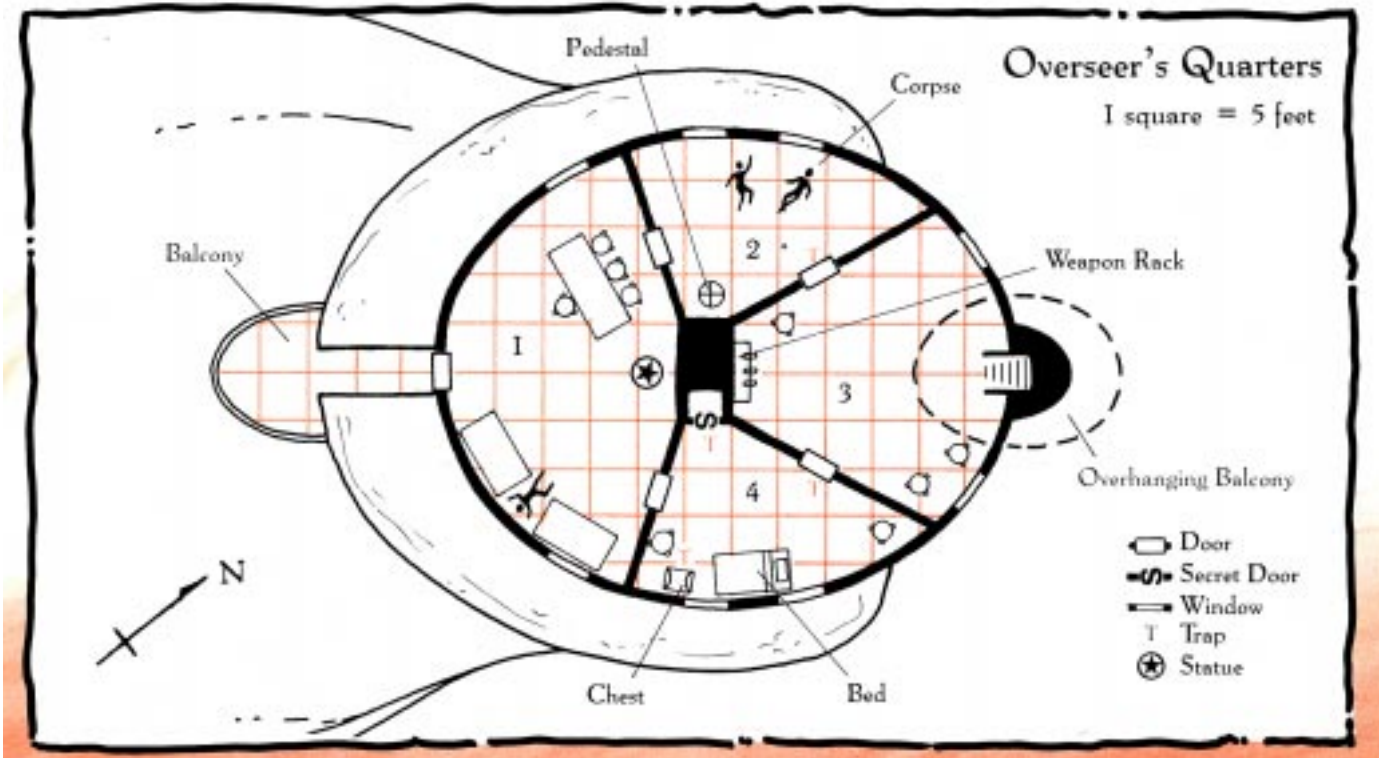 Overseer's Quarters
1 square = 5 feet
Pedestal
Corpse
Balcony
Weapon Rack
2
T
1
3
S
T
4
T
T
Overhanging Balcony
N
Door
S Secret Door
Window
T Trap
Statue
Chest
Bed